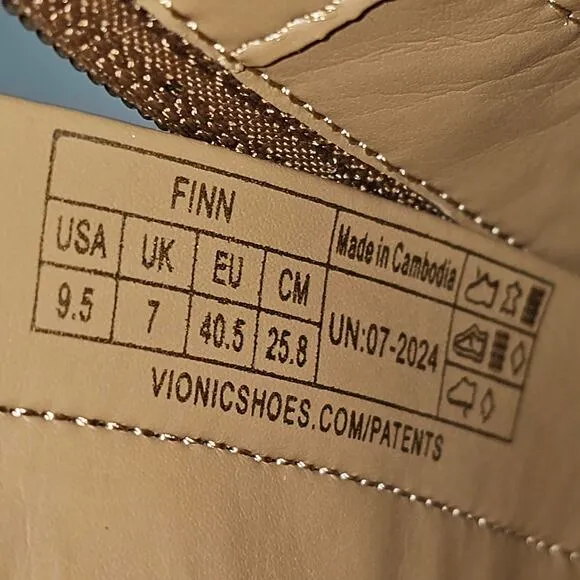 FINN
Made in Cambodia
USA UK EU CM
9.5 7 40.5 25.8
UN:07-2024
VIONICSHOES.COM/PATENTS